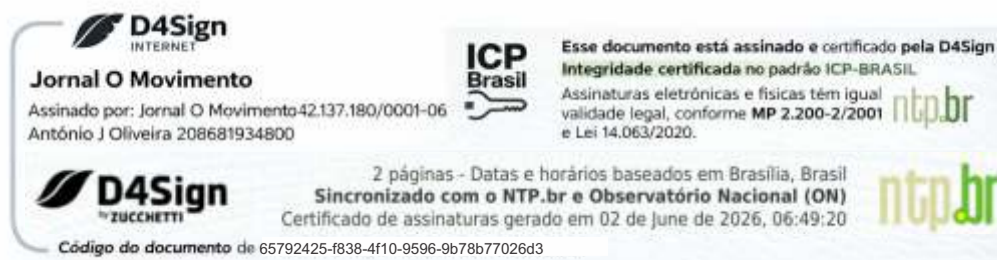 D4Sign
INTERNET
Jornal O Movimento
Assinado por: Jornal O Movimento 42.137.180/0001-06
António J Oliveira 208681934800
ICP
Brasil
Esse documento está assinado e certificado pela D4Sign
Integridade certificada no padrão ICP-BRASIL
Assinaturas eletrônicas e fisicas têm igual
validade legal, conforme MP 2.200-2/2001
e Lei 14.063/2020.
ntp.br
D4Sign
by ZUCCHETTI
2 páginas - Datas e horários baseados em Brasília, Brasil
Sincronizado com o NTP.br e Observatório Nacional (ON)
Certificado de assinaturas gerado em 02 de June de 2026, 06:49:20
ntp.br
Código do documento de 65792425-f838-4f10-9596-9b78b77026d3